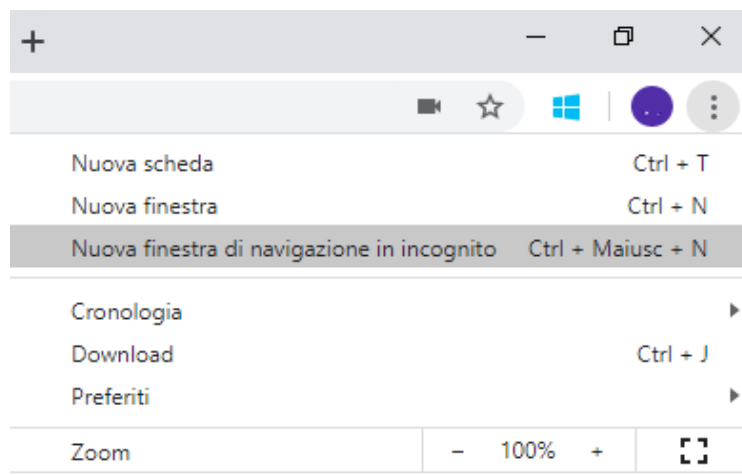 Nuova scheda Ctrl + T
Nuova finestra Ctrl + N
Nuova finestra di navigazione in incognito Ctrl + Maiusc + N
Cronologia
Download Ctrl + J
Preferiti
Zoom - 100% +